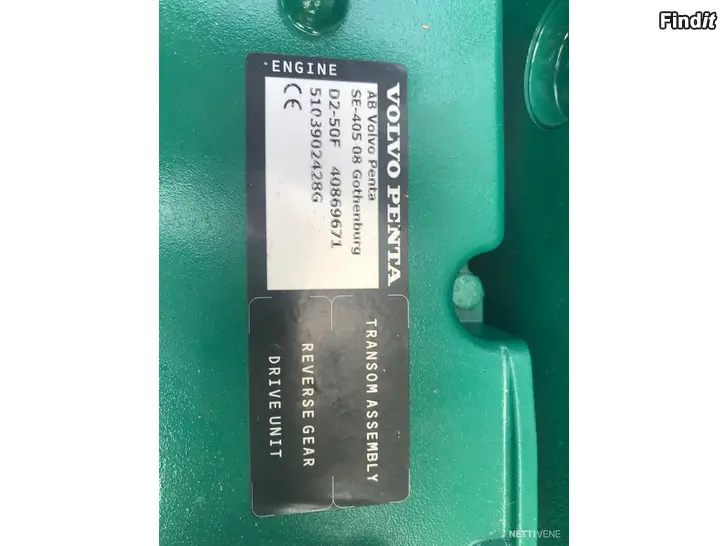 Findit
ENGINE
VOLVO PENTA
AB Volvo Penta
SE-405 08 Gothenburg
D2-50F 40869671
5103902428G
CE
TRANSOM ASSEMBLY
REVERSE GEAR
DRIVE UNIT
NETTIVENE